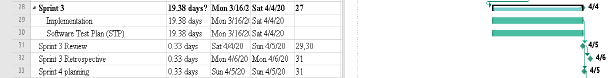 28 Sprint 3 19.38 days? Mon 3/16/2 Sat 4/4/20 27 4/4
29 Implementation 19.38 days Mon 3/16/2( Sat 4/4/20
30 Software Test Plan (STP) 19.38 days Mon 3/16/2( Sat 4/4/20
31 Sprint 3 Review 0.33 days Sat 4/4/20 Sun 4/5/20 29,30 4/5
32 Sprint 3 Retrospective 0.33 days Mon 4/6/20 Mon 4/6/20 31 4/6
33 Sprint 4 planning 0.33 days Sun 4/5/20 Sun 4/5/20 31 4/5